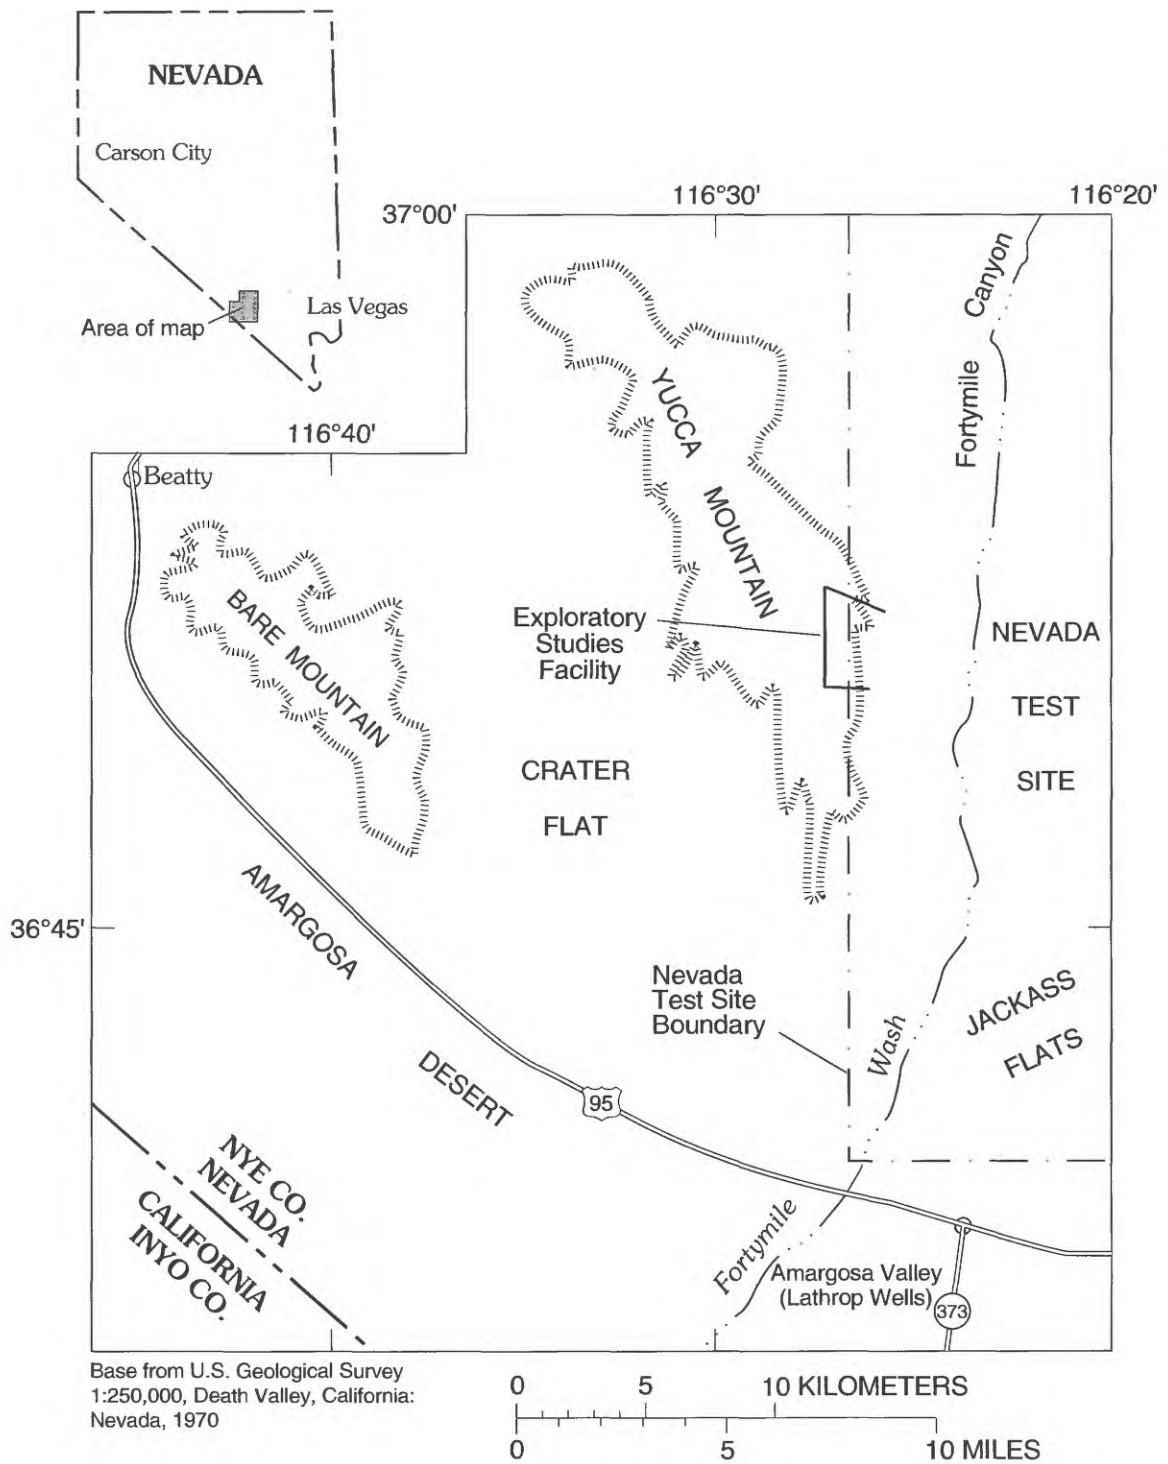 NEVADA
Carson City
Las Vegas
Area of map
116°40'
37°00'
116°30'
116°20'
Beatty
BARE MOUNTAIN
YUCCA MOUNTAIN
Fortymile Canyon
Exploratory
Studies
Facility
NEVADA
TEST
SITE
CRATER
FLAT
36°45'
AMARGOSA
DESERT
Nevada
Test Site
Boundary
Wash
JACKASS
FLATS
95
NYE CO.
NEVADA
CALIFORNIA
INYO CO.
Fortymile
Amargosa Valley
(Lathrop Wells)
373
Base from U.S. Geological Survey
1:250,000, Death Valley, California:
Nevada, 1970
0 5 10 KILOMETERS
0 5 10 MILES